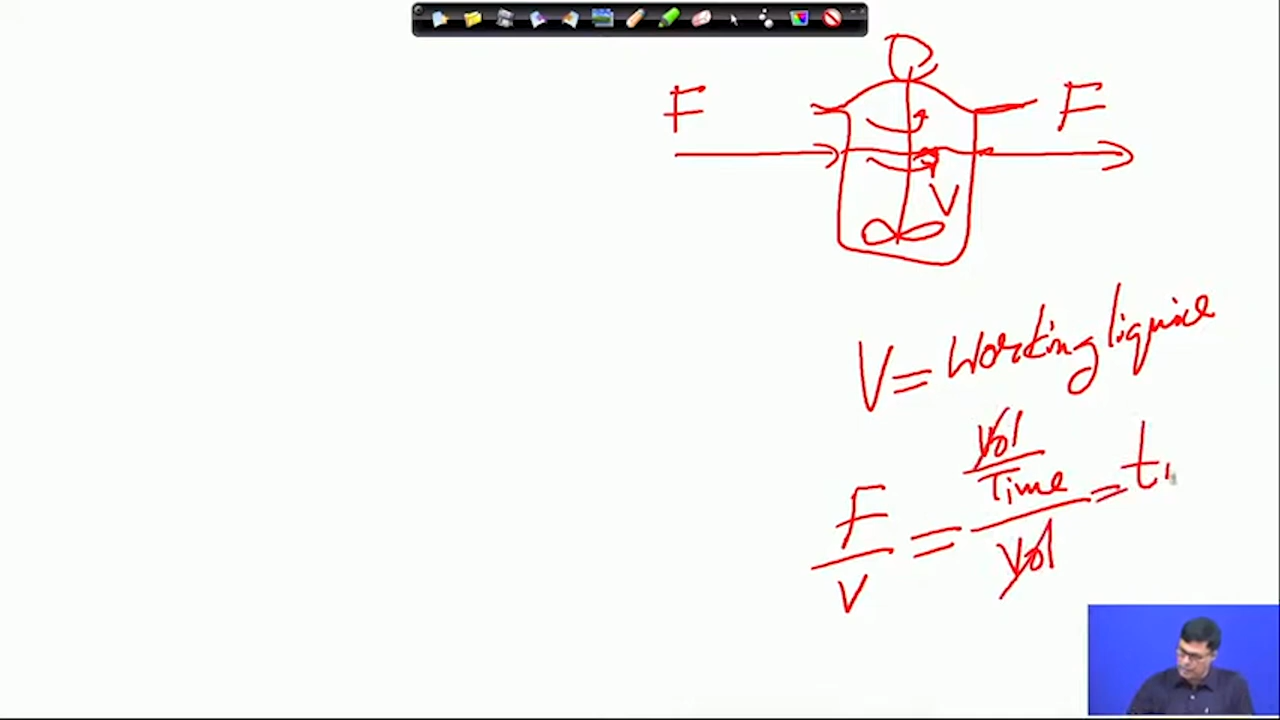 F F
V
V = Working liquid
F/V = Vol/Time / Vol = t